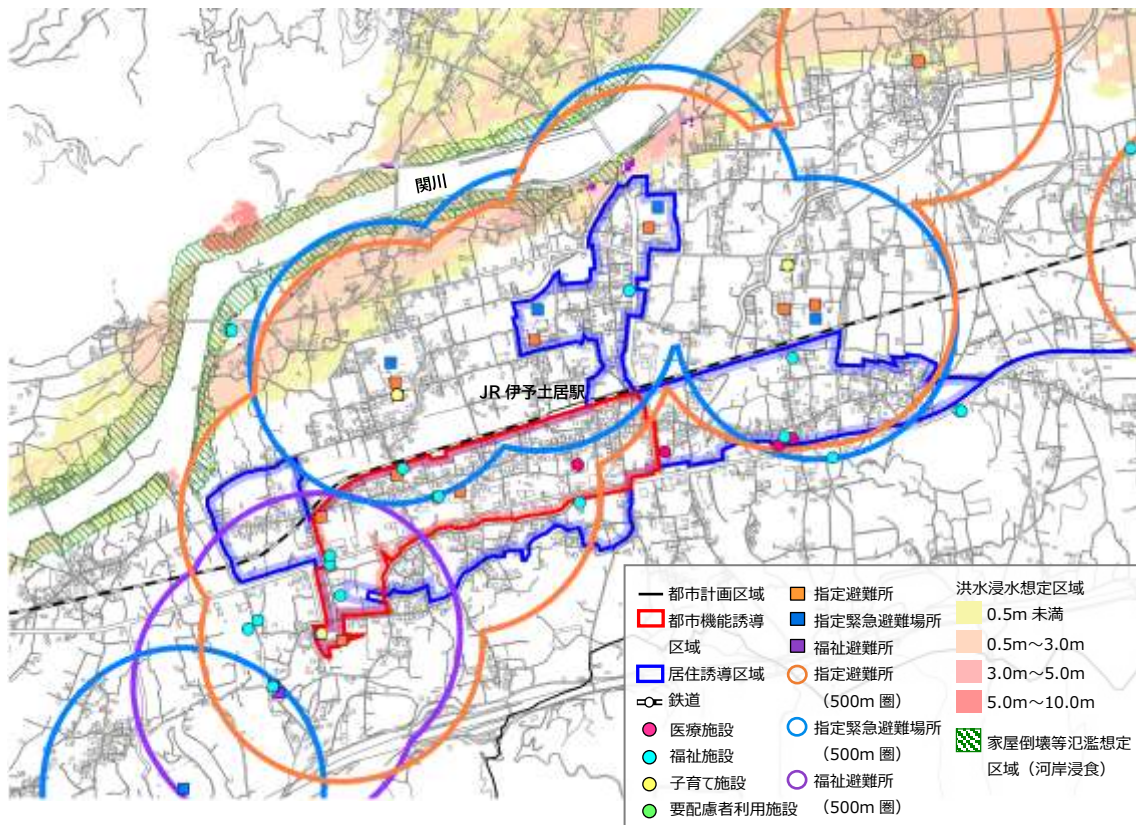 関川
JR 伊予土居駅
都市計画区域
都市機能誘導
区域
居住誘導区域
鉄道
医療施設
福祉施設
子育て施設
要配慮者利用施設
指定避難所
指定緊急避難場所
福祉避難所
指定避難所
(500m 圏)
指定緊急避難場所
(500m 圏)
福祉避難所
(500m 圏)
洪水浸水想定区域
0.5m 未満
0.5m～3.0m
3.0m～5.0m
5.0m～10.0m
家屋倒壊等氾濫想定
区域（河岸浸食）